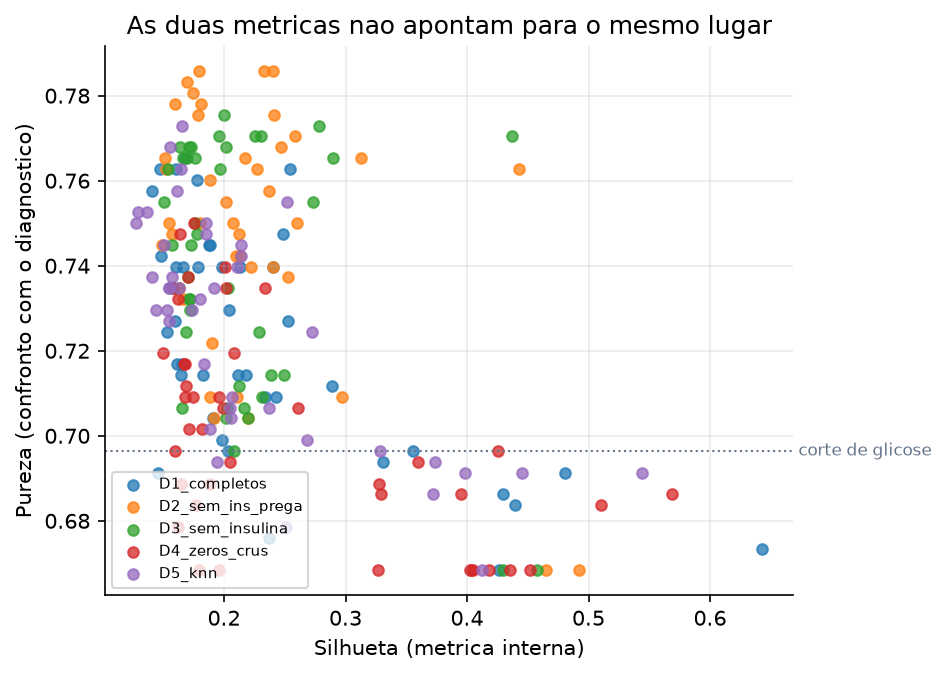 As duas metricas nao apontam para o mesmo lugar
Pureza (confronto com o diagnostico)
0.78
0.76
0.74
0.72
0.70
0.68
corte de glicose
D1_completos
D2_sem_ins_prega
D3_sem_insulina
D4_zeros_crus
D5_knn
0.2
0.3
0.4
0.5
0.6
Silhueta (metrica interna)